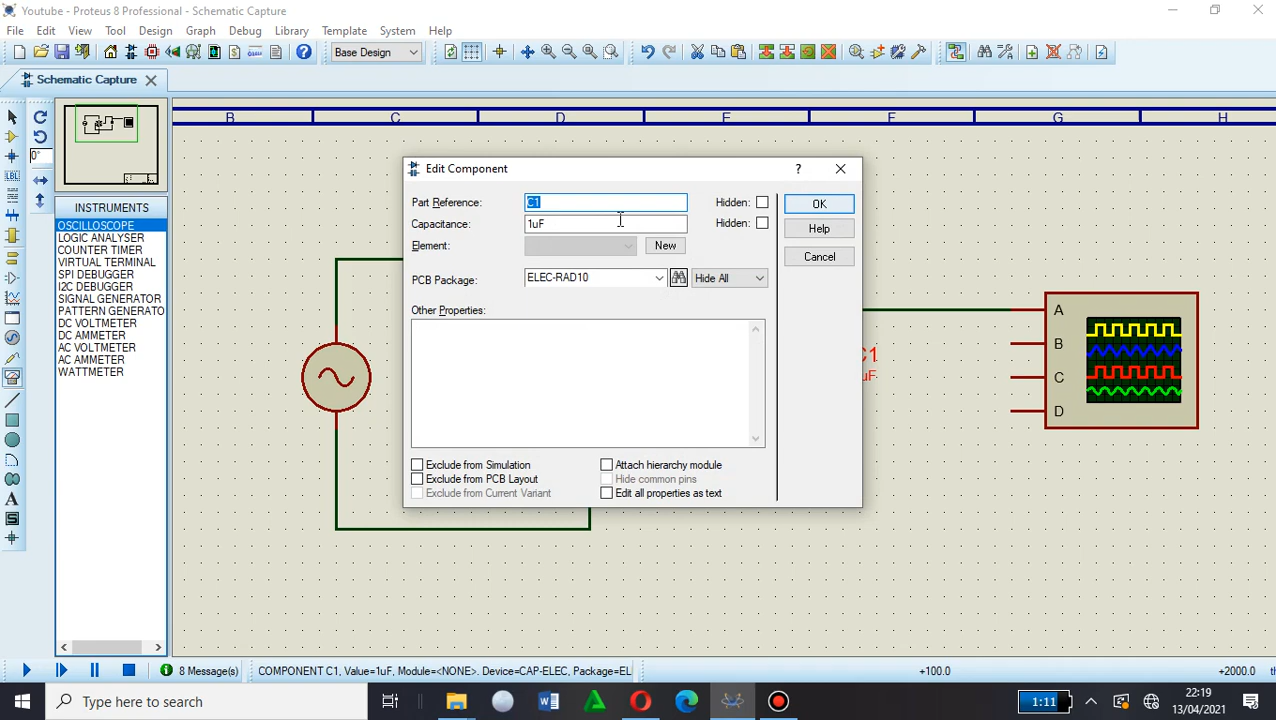 Youtube - Proteus 8 Professional - Schematic Capture
File Edit View Tool Design Graph Debug Library Template System Help
Base Design
Schematic Capture
B C D E F G H
0°
INSTRUMENTS
OSCILLOSCOPE
LOGIC ANALYSER
COUNTER TIMER
VIRTUAL TERMINAL
SPI DEBUGGER
I2C DEBUGGER
SIGNAL GENERATOR
PATTERN GENERATO
DC VOLTMETER
DC AMMETER
AC VOLTMETER
AC AMMETER
WATTMETER
Edit Component
?
Part Reference: C1 Hidden: OK
Capacitance: 1uF Hidden: Help
Element: New
Cancel
PCB Package: ELEC-RAD10 Hide All
Other Properties:
Exclude from Simulation Attach hierarchy module
Exclude from PCB Layout Hide common pins
Exclude from Current Variant Edit all properties as text
C1
uF
A
B
C
D
8 Message(s) COMPONENT C1, Value=1uF, Module=<NONE>. Device=CAP-ELEC, Package=EL +100.0 +2000.0 th
Type here to search
1:11
22:19
13/04/2021